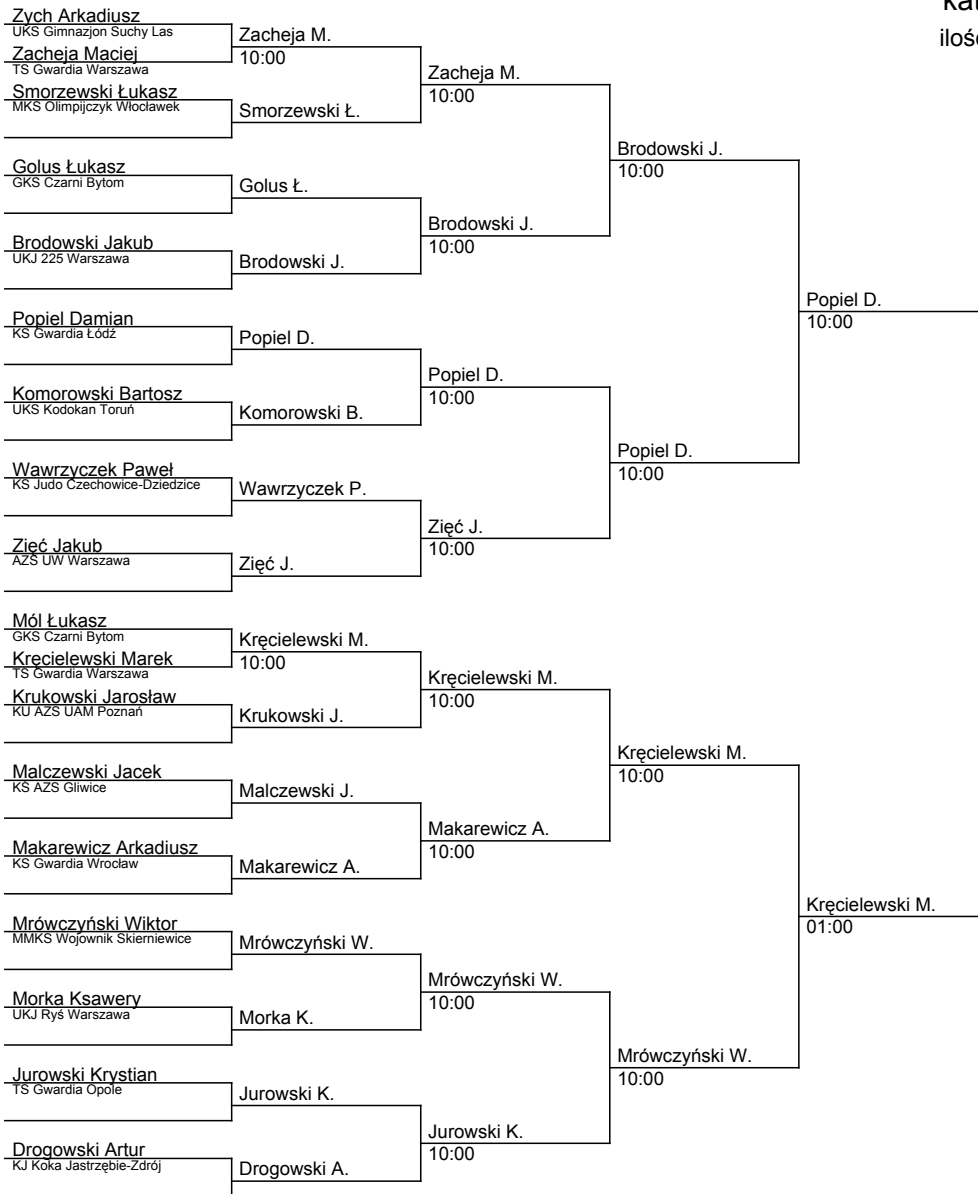 kat
ilość
Zych Arkadiusz
UKS Gimnazjon Suchy Las
Zacheja Maciej
TS Gwardia Warszawa
Smorzewski Łukasz
MKS Olimpijczyk Włocławek
Golus Łukasz
GKS Czarni Bytom
Brodowski Jakub
UKJ 225 Warszawa
Popiel Damian
KS Gwardia Łódź
Komorowski Bartosz
UKS Kodokan Toruń
Wawrzyczek Paweł
KS Judo Czechowice-Dziedzice
Zięć Jakub
AZS UW Warszawa
Mól Łukasz
GKS Czarni Bytom
Kręcielewski Marek
TS Gwardia Warszawa
Krukowski Jarosław
KU AZS UAM Poznań
Malczewski Jacek
KŚ AZS Gliwice
Makarewicz Arkadiusz
KS Gwardia Wrocław
Mrówczyński Wiktor
MMKS Wojownik Skierniewice
Morka Ksawery
UKJ Ryś Warszawa
Jurowski Krystian
TS Gwardia Opole
Drogowski Artur
KJ Koka Jastrzębie-Zdrój
Zacheja M.
10:00
Smorzewski Ł.
Golus Ł.
Brodowski J.
Popiel D.
Komorowski B.
Wawrzyczek P.
Zięć J.
Kręcielewski M.
10:00
Krukowski J.
Malczewski J.
Makarewicz A.
Mrówczyński W.
Morka K.
Jurowski K.
Drogowski A.
Zacheja M.
10:00
Brodowski J.
10:00
Popiel D.
10:00
Zięć J.
10:00
Kręcielewski M.
10:00
Makarewicz A.
10:00
Mrówczyński W.
10:00
Jurowski K.
10:00
Brodowski J.
10:00
Popiel D.
10:00
Kręcielewski M.
10:00
Mrówczyński W.
10:00
Popiel D.
10:00
Kręcielewski M.
01:00